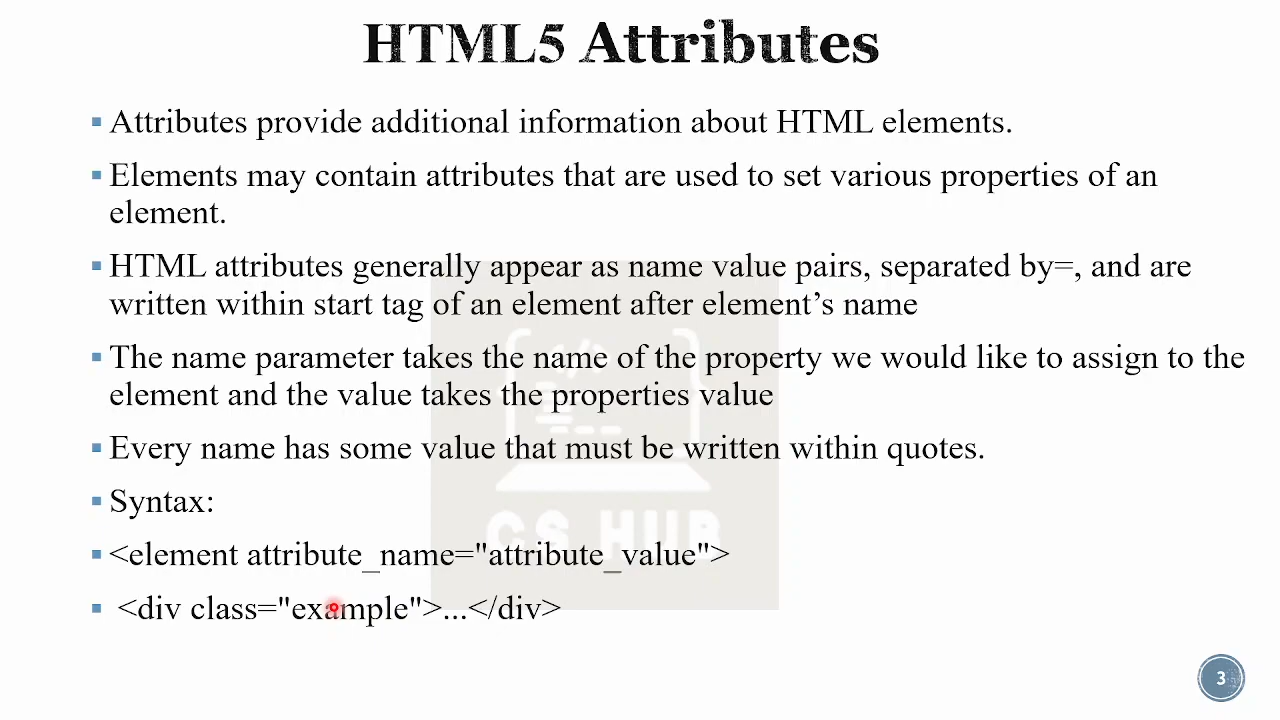 HTML5 Attributes
▪ Attributes provide additional information about HTML elements.
▪ Elements may contain attributes that are used to set various properties of an
element.
▪ HTML attributes generally appear as name value pairs, separated by=, and are
written within start tag of an element after element’s name
▪ The name parameter takes the name of the property we would like to assign to the
element and the value takes the properties value
▪ Every name has some value that must be written within quotes.
▪ Syntax:
▪ <element attribute_name="attribute_value">
▪ <div class="example">...</div>
CS HUB
3